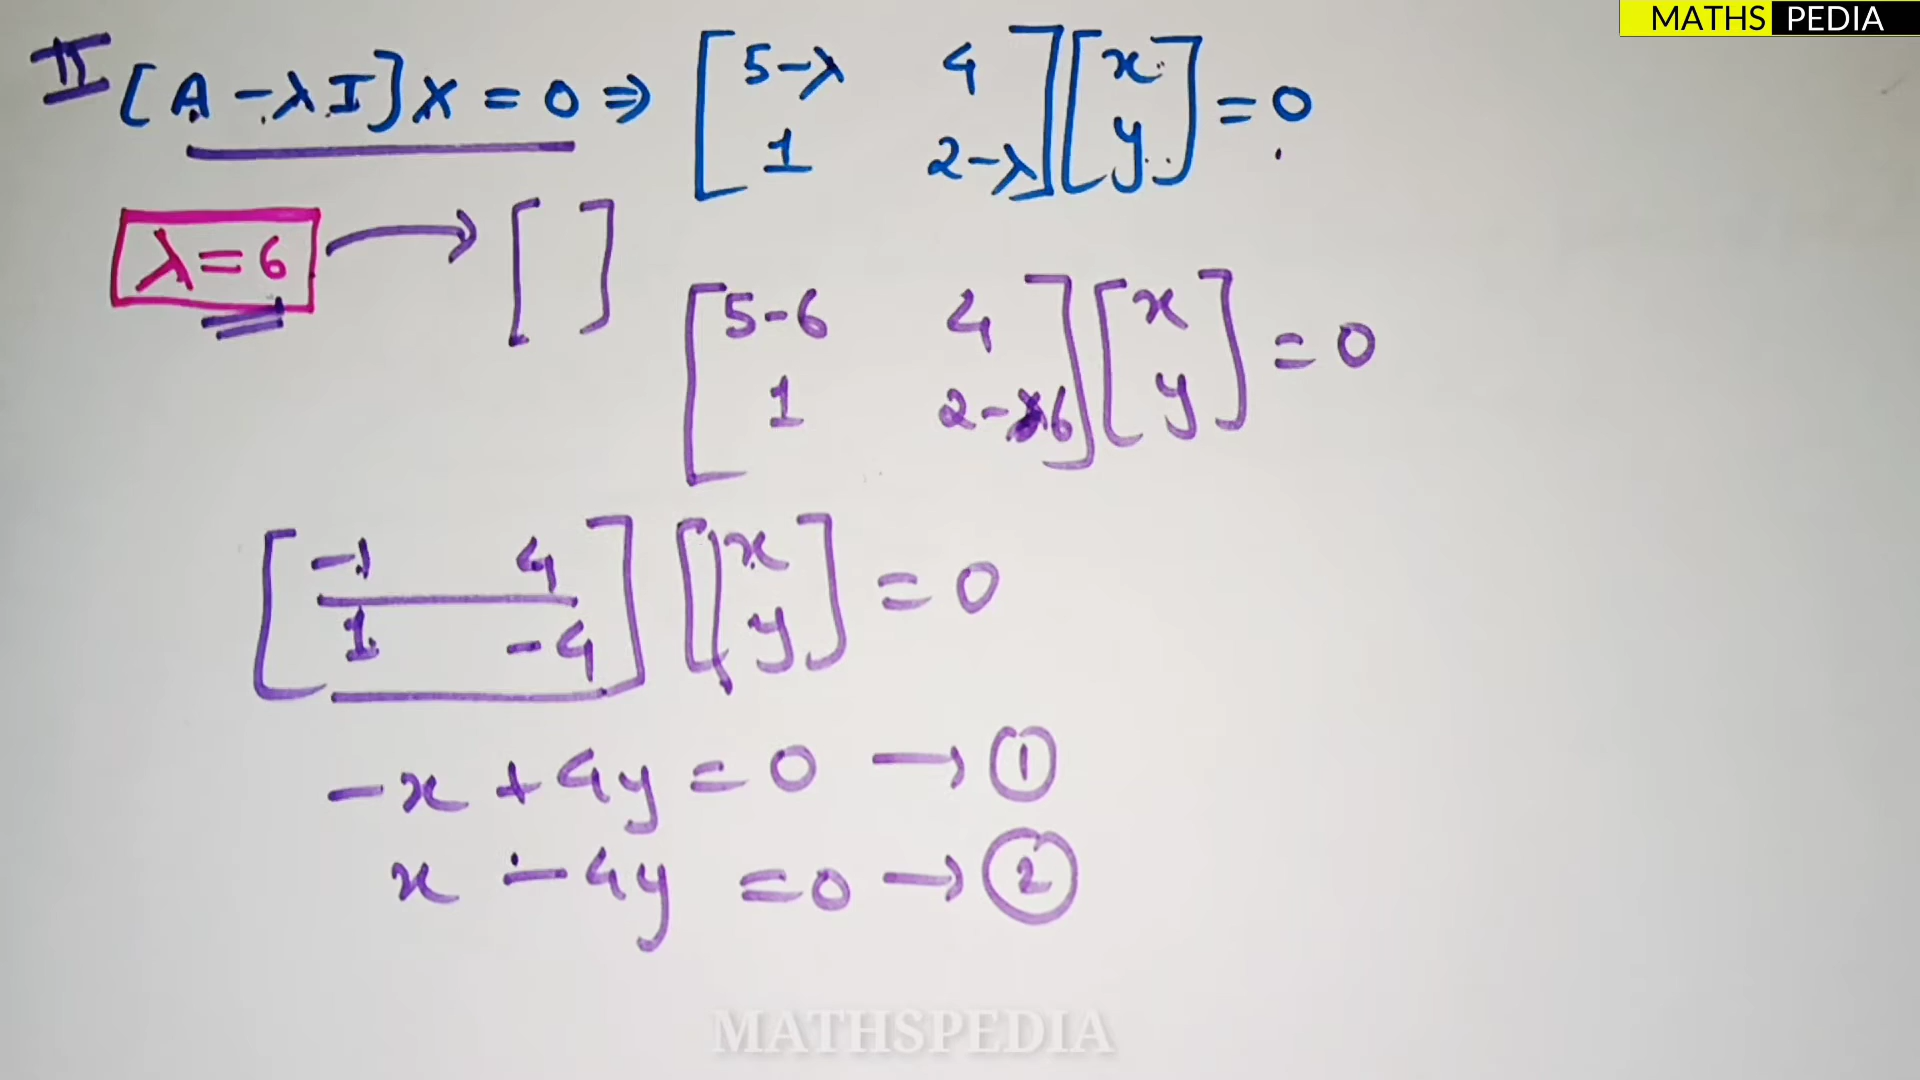 MATHS PEDIA
II [A-λI]X=0 ⇒ [5-λ 4
1 2-λ] [x
y] = 0
λ=6 → [ ]
[5-6 4
1 2-6] [x
y] = 0
[-1 4
1 -4] [x
y] = 0
-x+4y=0 → ①
x-4y=0 → ②
MATHSPEDIA